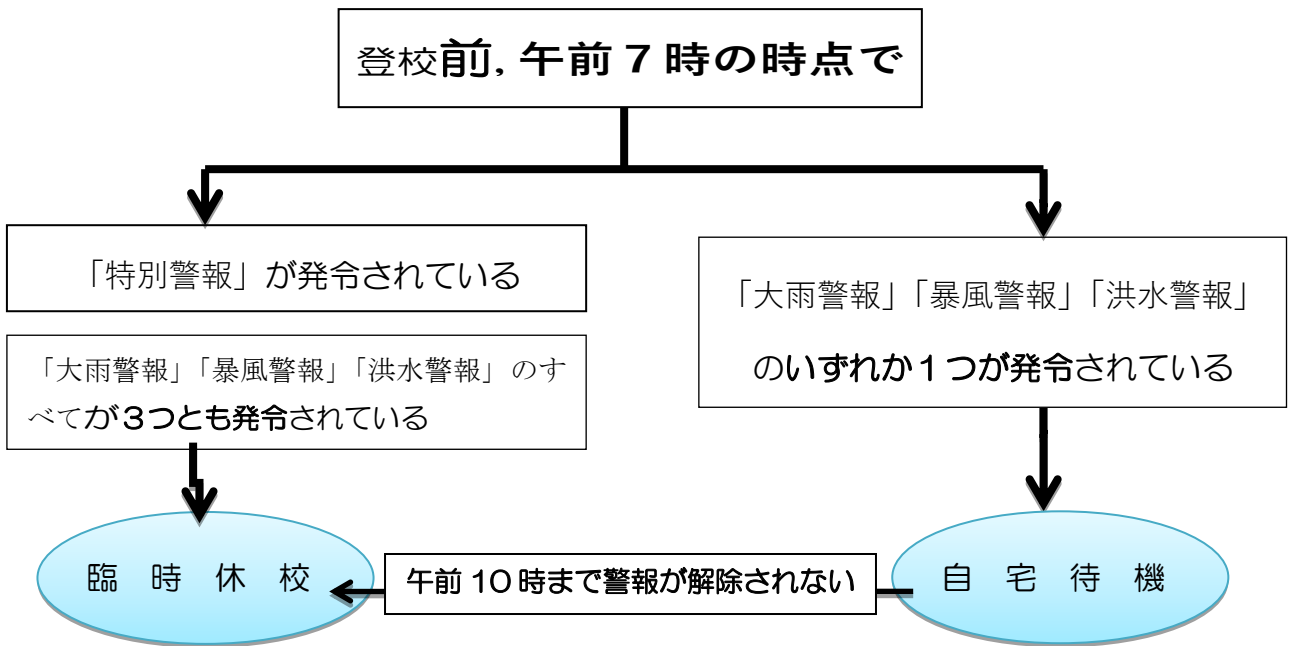 登校前,午前７時の時点で
「特別警報」が発令されている
「大雨警報」「暴風警報」「洪水警報」のす
べてが３つとも発令されている
「大雨警報」「暴風警報」「洪水警報」
のいずれか１つが発令されている
臨 時 休 校
午前 10 時まで警報が解除されない
自 宅 待 機